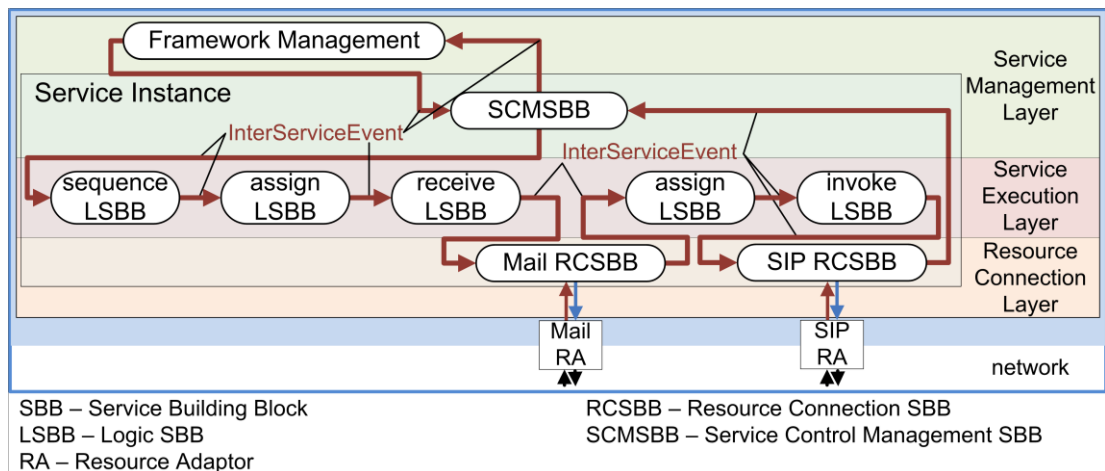 Framework Management
Service
Management
Layer
Service Instance
SCMSBB
InterServiceEvent
InterServiceEvent
sequence
LSBB
assign
LSBB
receive
LSBB
assign
LSBB
invoke
LSBB
Service
Execution
Layer
Mail RCSBB
SIP RCSBB
Resource
Connection
Layer
Mail
RA
SIP
RA
network
SBB – Service Building Block
LSBB – Logic SBB
RA – Resource Adaptor
RCSBB – Resource Connection SBB
SCMSBB – Service Control Management SBB